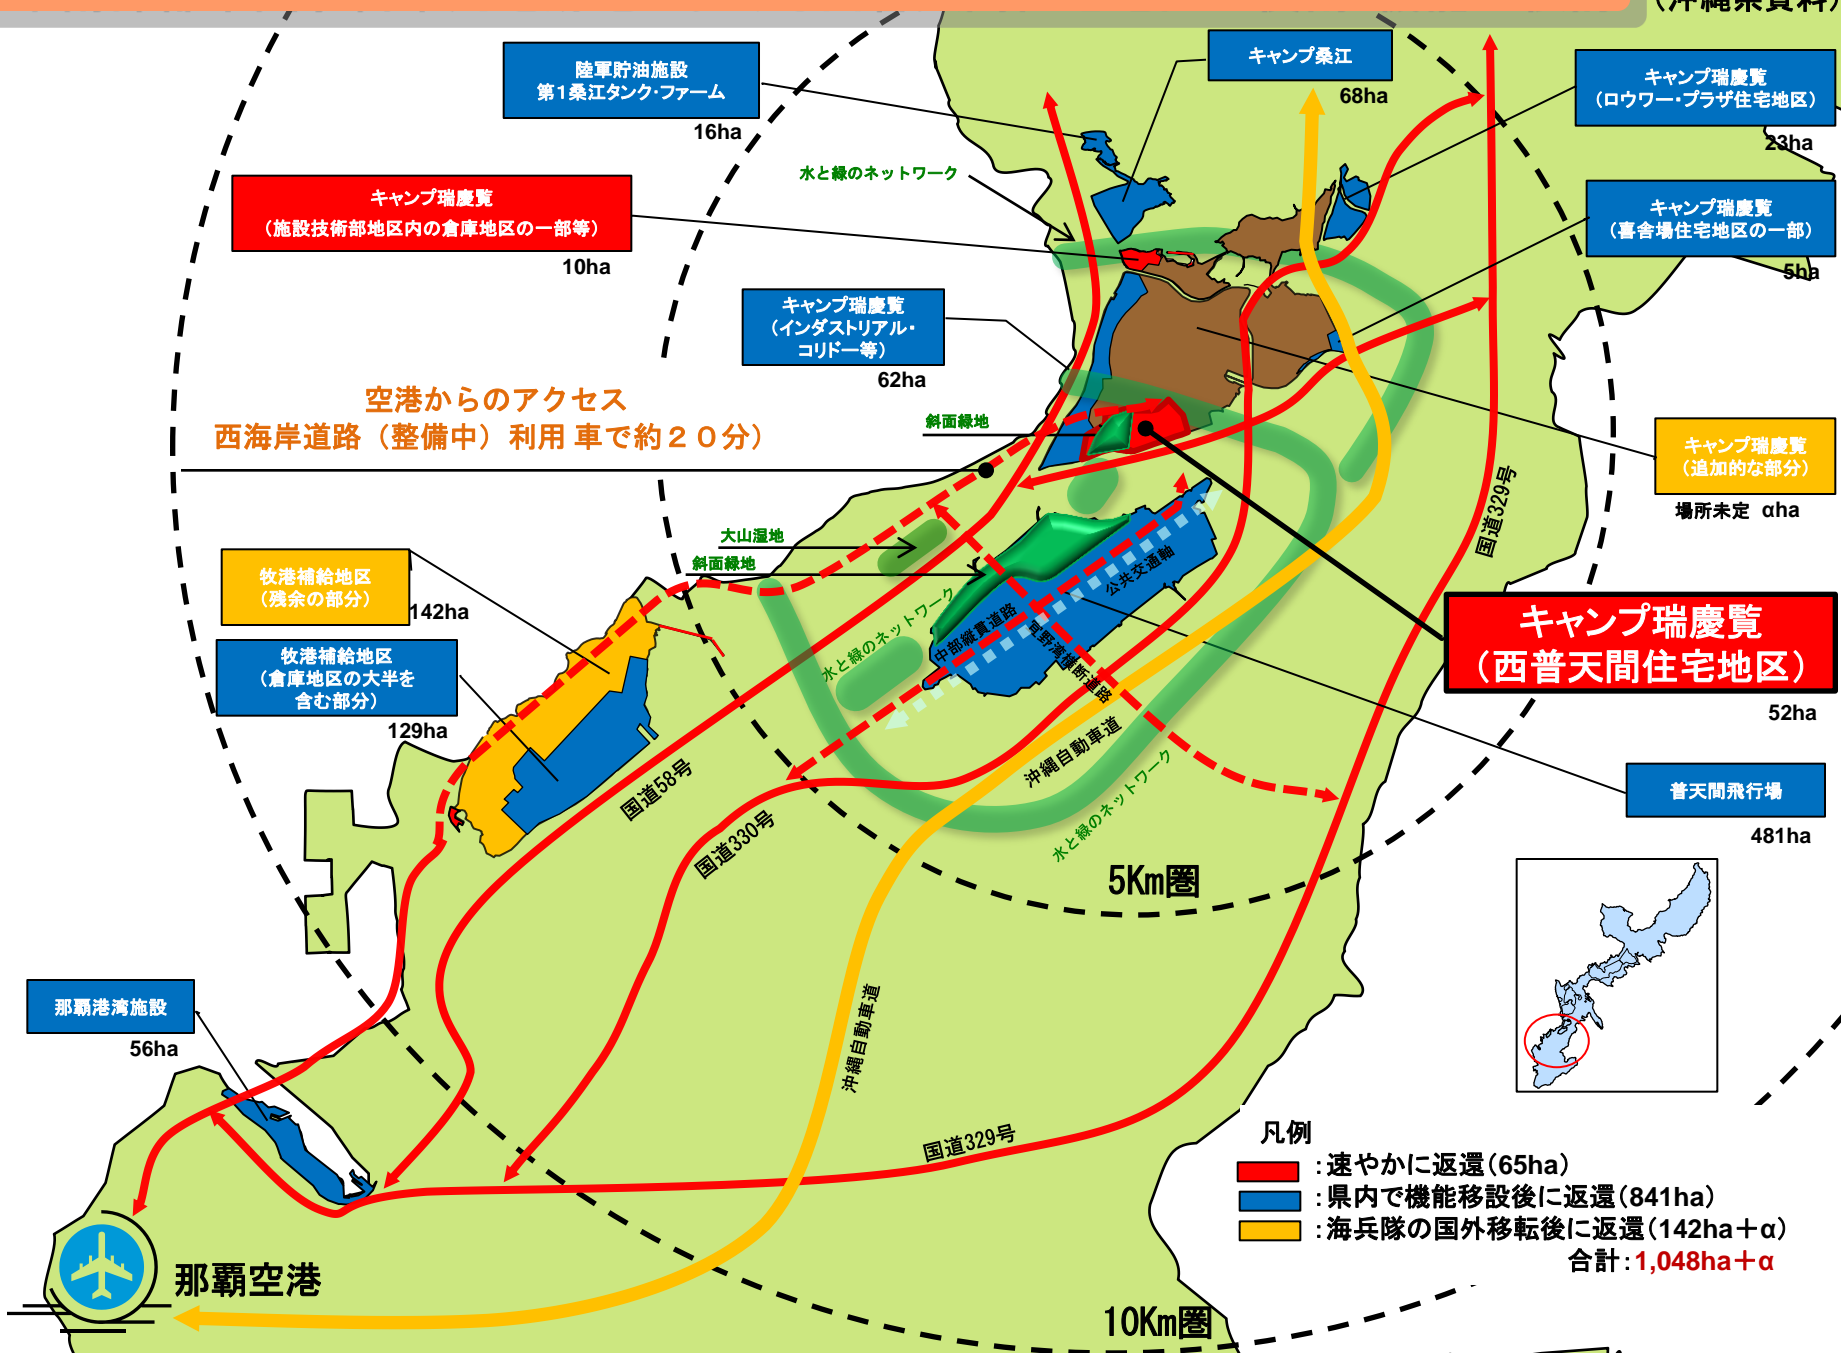 (沖縄県資料)
陸軍貯油施設
第1桑江タンク・ファーム
16ha
キャンプ桑江
68ha
キャンプ瑞慶覧
(ロウワー・プラザ住宅地区)
23ha
水と緑のネットワーク
キャンプ瑞慶覧
(施設技術部地区内の倉庫地区の一部等)
10ha
キャンプ瑞慶覧
(喜舎場住宅地区の一部)
5ha
キャンプ瑞慶覧
(インダストリアル・
コリドー等)
62ha
空港からのアクセス
西海岸道路(整備中)利用 車で約20分)
斜面緑地
キャンプ瑞慶覧
(追加的な部分)
場所未定 αha
国道329号
大山湿地
斜面緑地
公共交通軸
中部縦貫道路
宜野湾横断道路
水と緑のネットワーク
牧港補給地区
(残余の部分)
142ha
牧港補給地区
(倉庫地区の大半を
含む部分)
129ha
キャンプ瑞慶覧
(西普天間住宅地区)
52ha
沖縄自動車道
水と緑のネットワーク
国道58号
国道330号
普天間飛行場
481ha
5Km圏
那覇港湾施設
56ha
沖縄自動車道
国道329号
凡例
:速やかに返還(65ha)
:県内で機能移設後に返還(841ha)
:海兵隊の国外移転後に返還(142ha+α)
合計:1,048ha+α
那覇空港
10Km圏